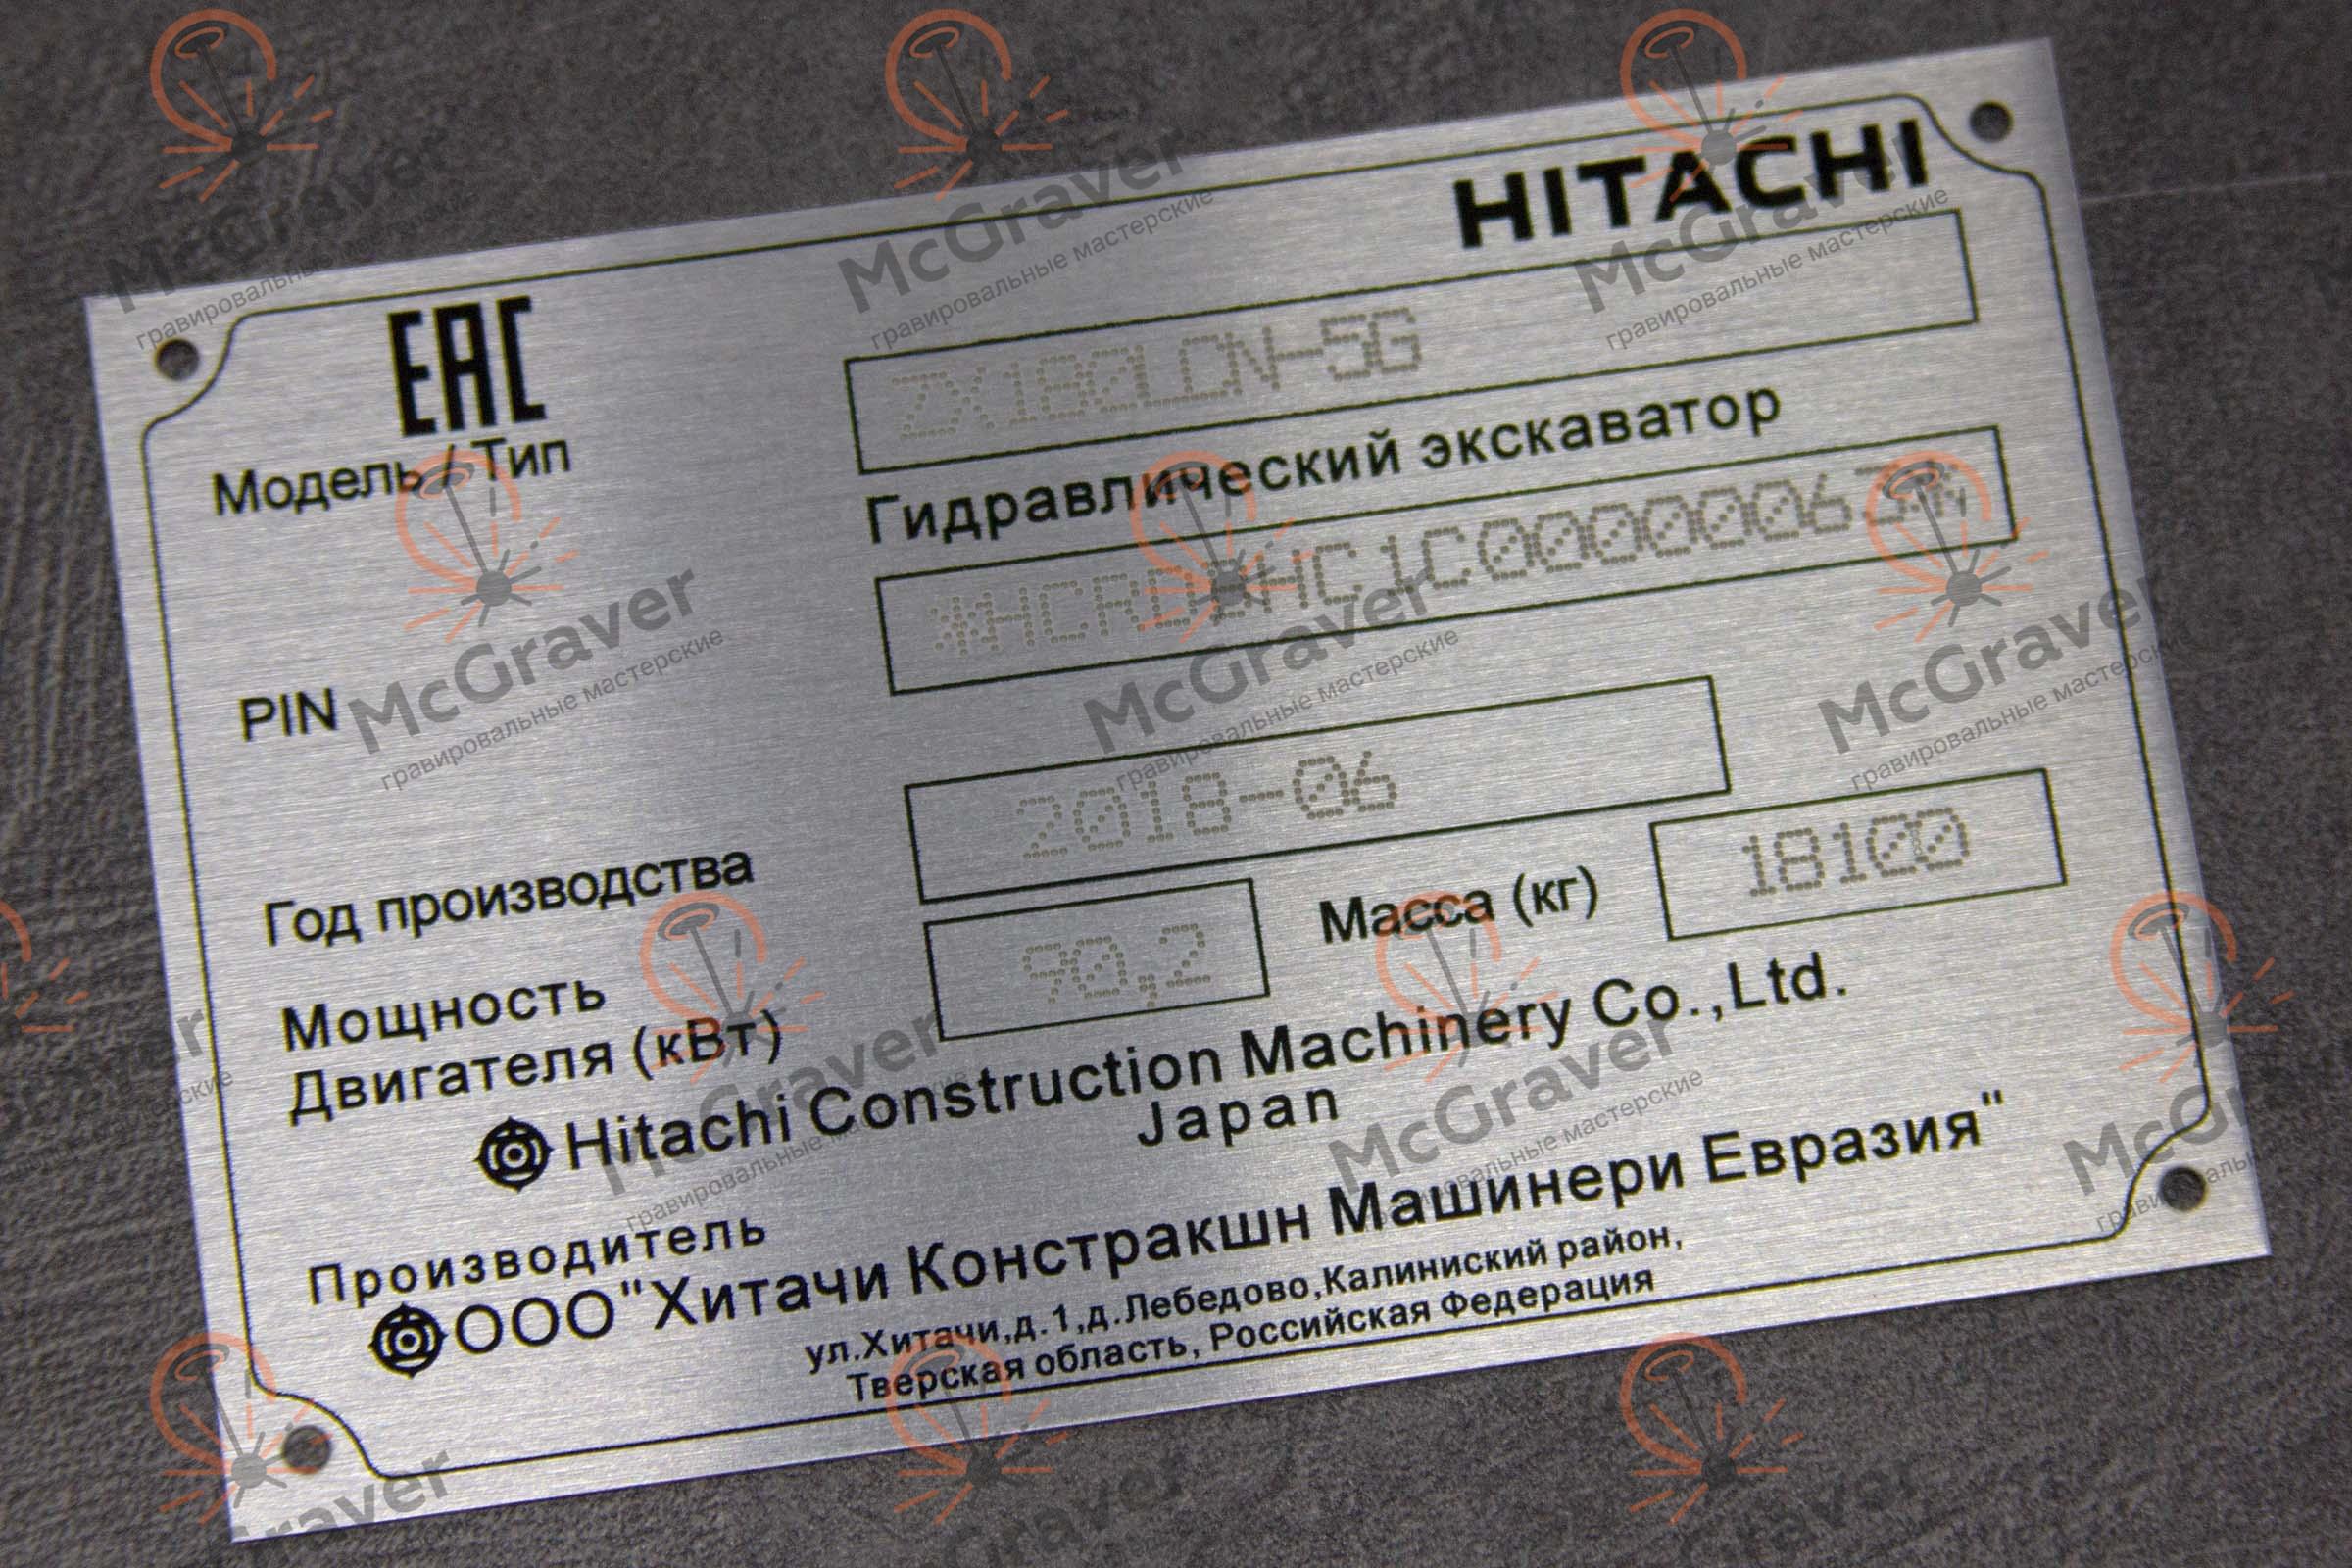 HITACHI
EAC
Модель / Тип
ZX180LCN-5G
Гидравлический экскаватор
PIN
Год производства
2018-06
Мощность
Двигателя (кВт)
90,2
Масса (кг)
18100
Hitachi Construction Machinery Co.,Ltd.
Japan
Производитель
ООО"Хитачи Констракшн Машинери Евразия"
ул.Хитачи,д.1,д.Лебедово,Калиниский район,
Тверская область, Российская Федерация
McGraver
гравировальные мастерские